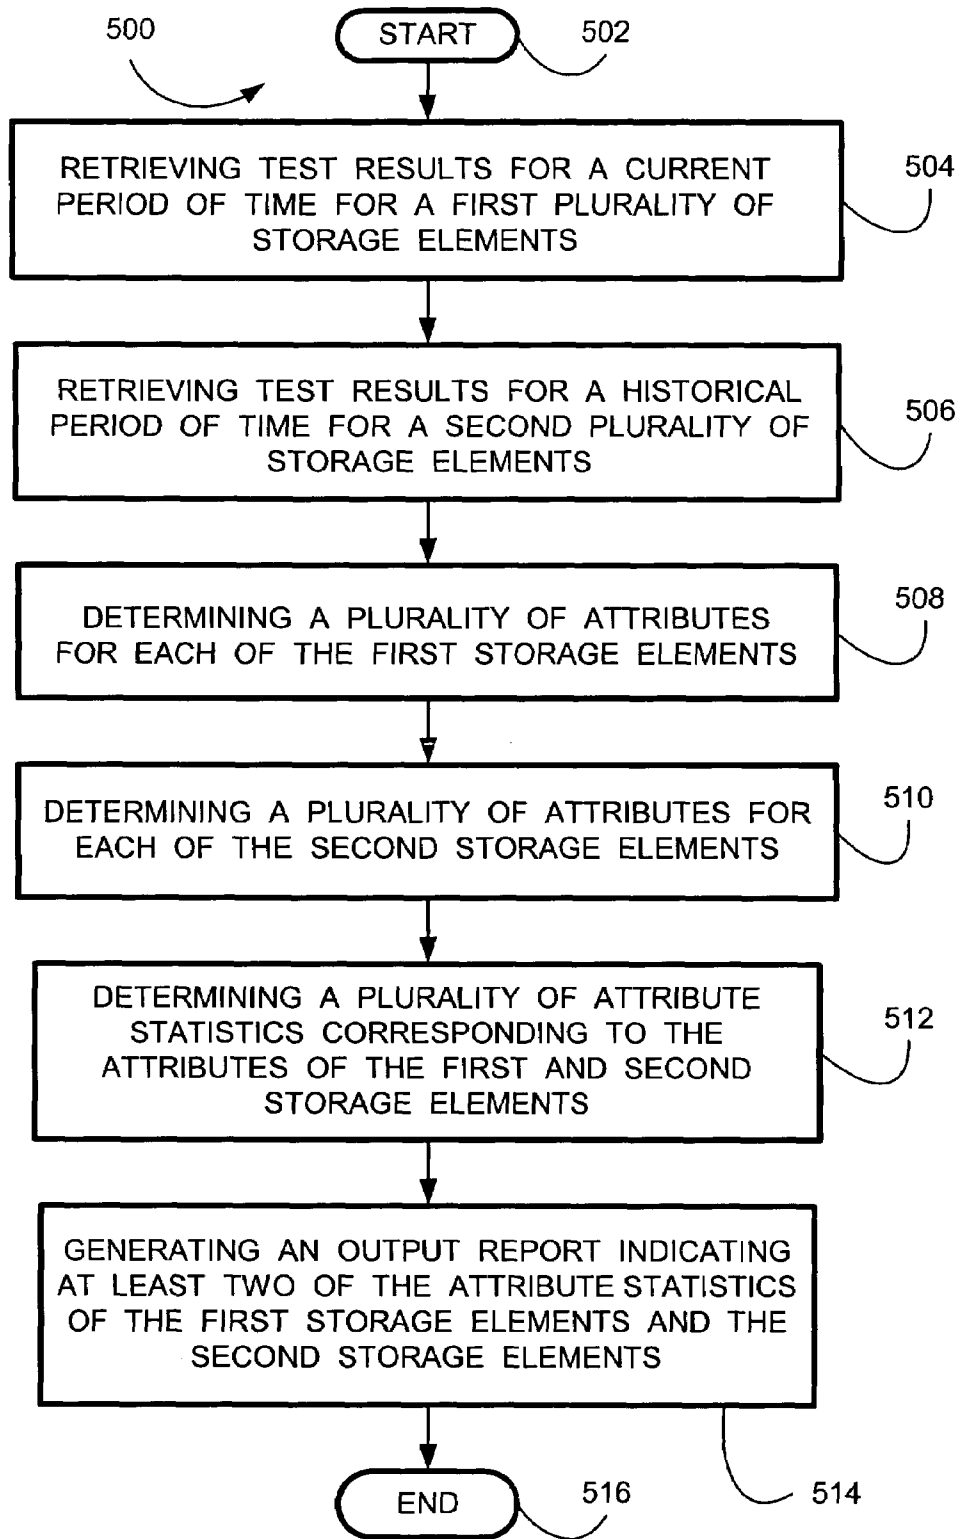 500
START
502
RETRIEVING TEST RESULTS FOR A CURRENT
PERIOD OF TIME FOR A FIRST PLURALITY OF
STORAGE ELEMENTS
504
RETRIEVING TEST RESULTS FOR A HISTORICAL
PERIOD OF TIME FOR A SECOND PLURALITY OF
STORAGE ELEMENTS
506
DETERMINING A PLURALITY OF ATTRIBUTES
FOR EACH OF THE FIRST STORAGE ELEMENTS
508
DETERMINING A PLURALITY OF ATTRIBUTES FOR
EACH OF THE SECOND STORAGE ELEMENTS
510
DETERMINING A PLURALITY OF ATTRIBUTE
STATISTICS CORRESPONDING TO THE
ATTRIBUTES OF THE FIRST AND SECOND
STORAGE ELEMENTS
512
GENERATING AN OUTPUT REPORT INDICATING
AT LEAST TWO OF THE ATTRIBUTE STATISTICS
OF THE FIRST STORAGE ELEMENTS AND THE
SECOND STORAGE ELEMENTS
514
END
516